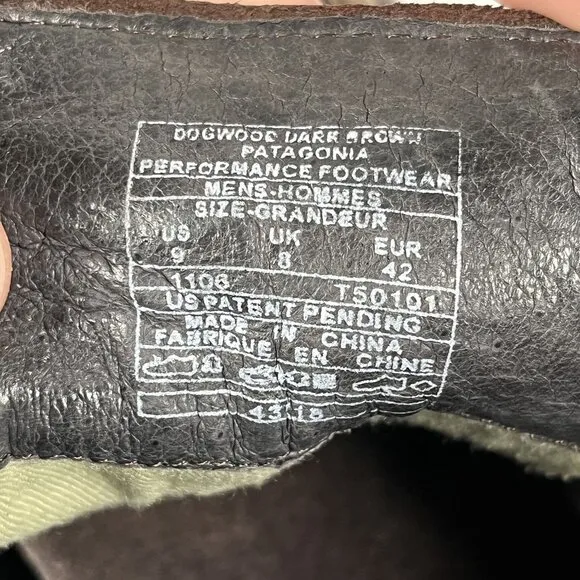 DOGWOOD DARK BROWN
PATAGONIA
PERFORMANCE FOOTWEAR
MENS-HOMMES
SIZE-GRANDEUR
US UK EUR
9 8 42
1106 T50101
US PATENT PENDING
MADE IN CHINA
FABRIQUE EN CHINE